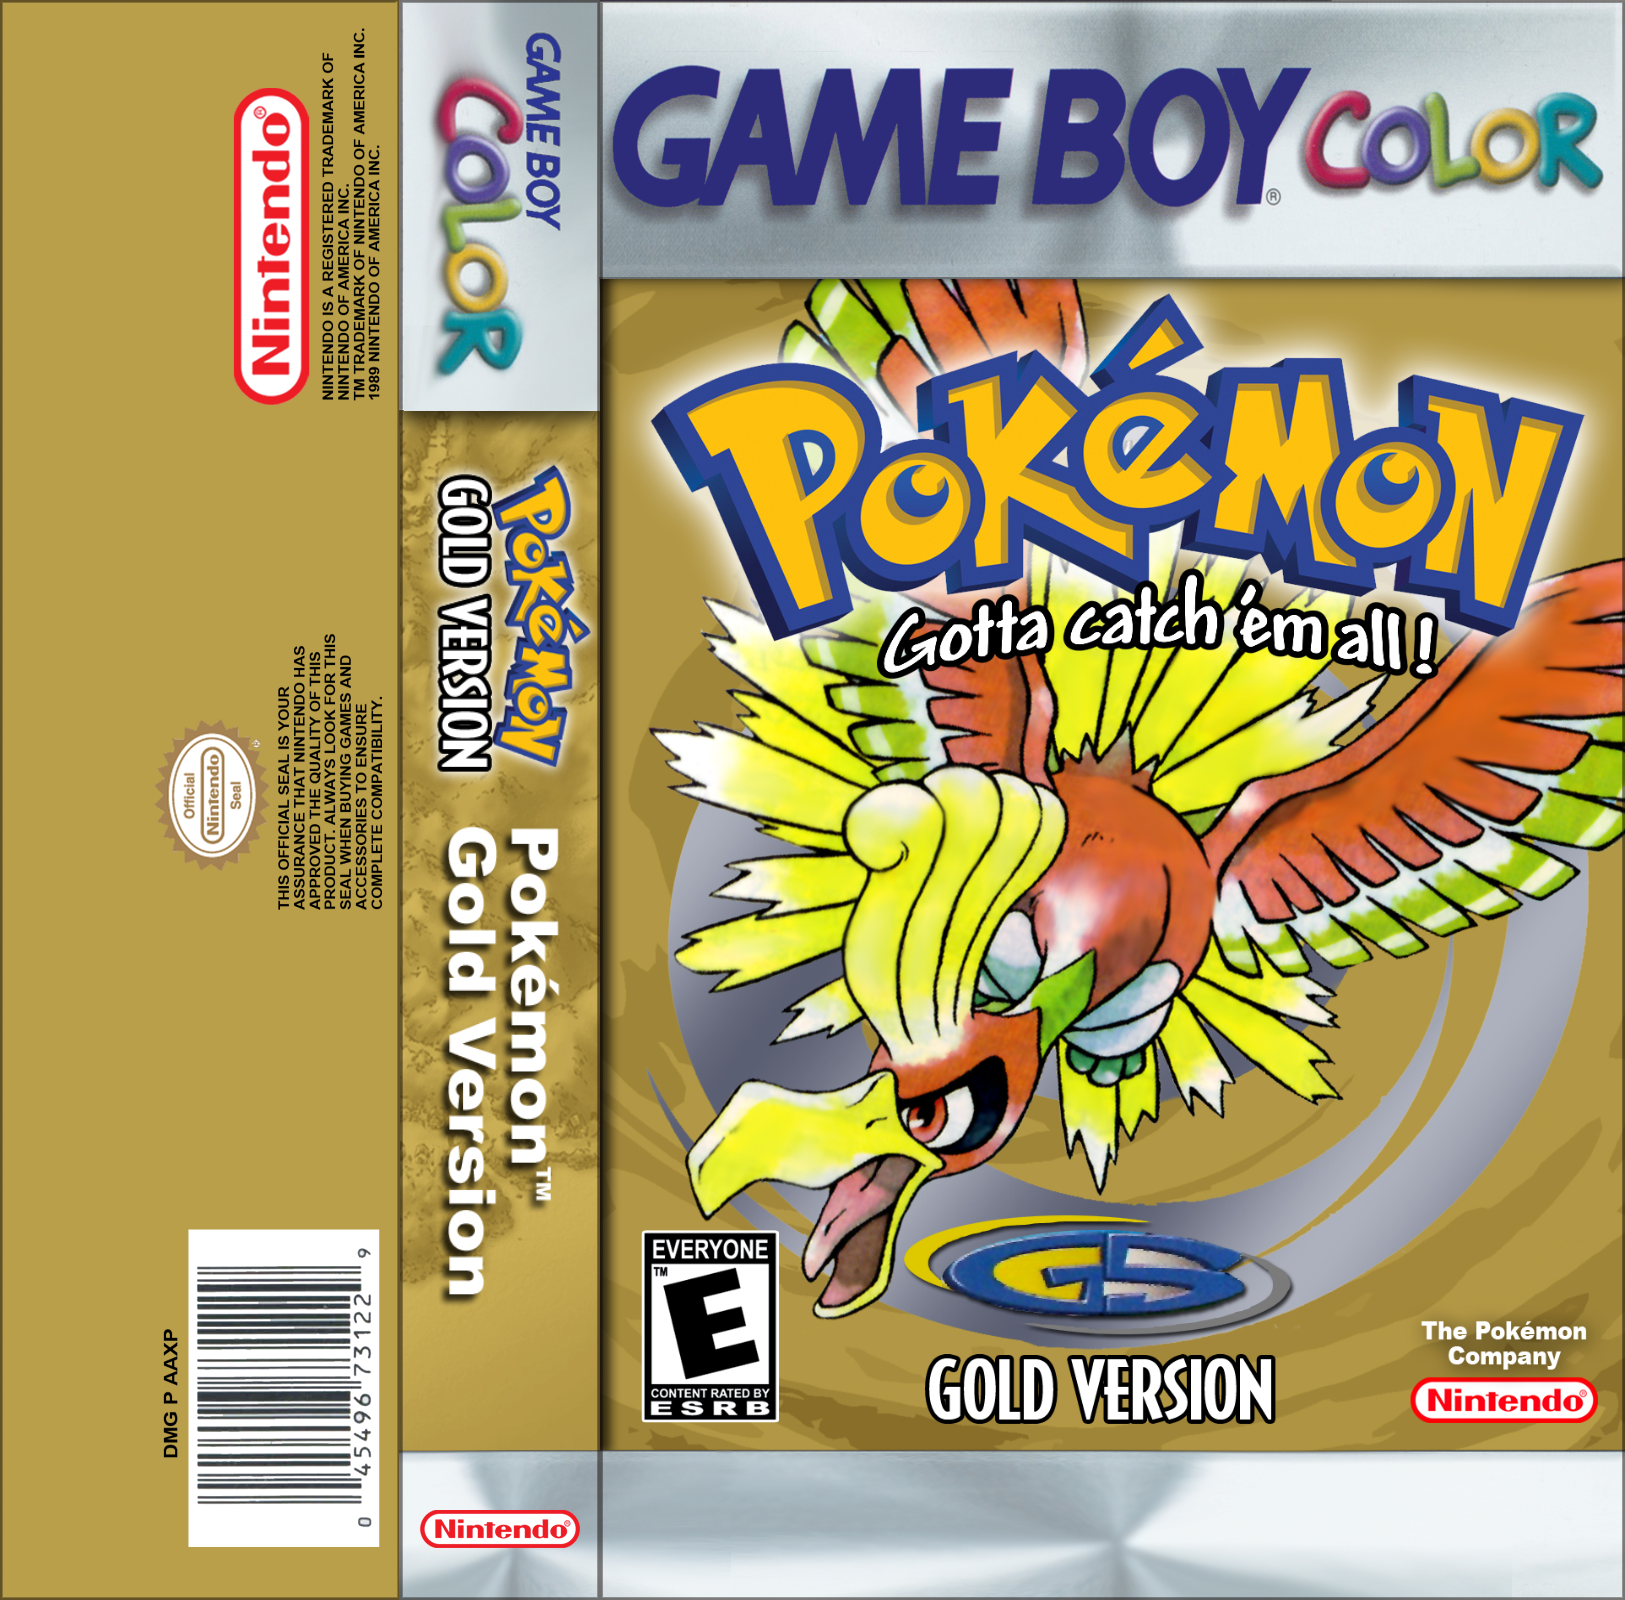 Nintendo®
NINTENDO IS A REGISTERED TRADEMARK OF
NINTENDO OF AMERICA INC.
TM TRADEMARK OF NINTENDO OF AMERICA INC.
1989 NINTENDO OF AMERICA INC.
Official
Nintendo
Seal
THIS OFFICIAL SEAL IS YOUR
ASSURANCE THAT NINTENDO HAS
APPROVED THE QUALITY OF THIS
PRODUCT. ALWAYS LOOK FOR THIS
SEAL WHEN BUYING GAMES AND
ACCESSORIES TO ENSURE
COMPLETE COMPATIBILITY.
DMG P AAXP
0 45496 73122 9
GAME BOY
COLOR
POKéMON
GOLD VERSION
Pokémon™
Gold Version
Nintendo®
GAME BOY® COLOR
POKéMON
Gotta catch 'em all!
EVERYONE
™
E
CONTENT RATED BY
ESRB
GS
GOLD VERSION
The Pokémon
Company
Nintendo®